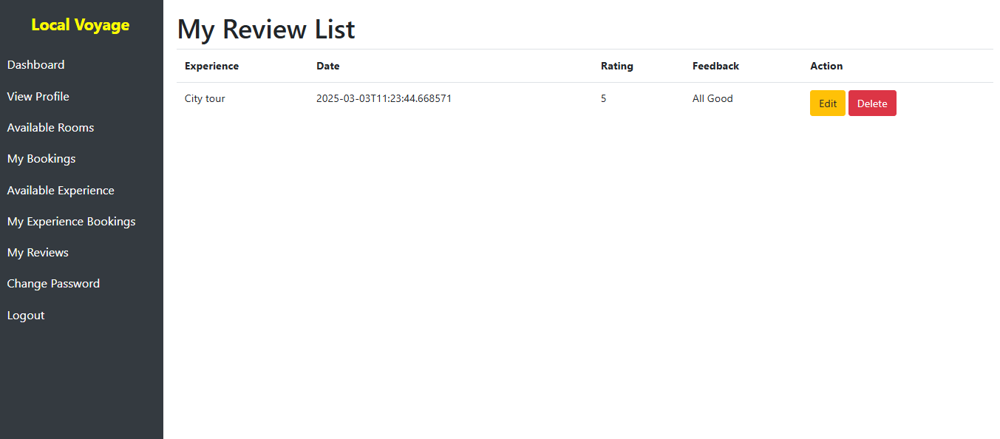 Local Voyage
Dashboard
View Profile
Available Rooms
My Bookings
Available Experience
My Experience Bookings
My Reviews
Change Password
Logout
My Review List
Experience Date Rating Feedback Action
City tour 2025-03-03T11:23:44.668571 5 All Good Edit Delete